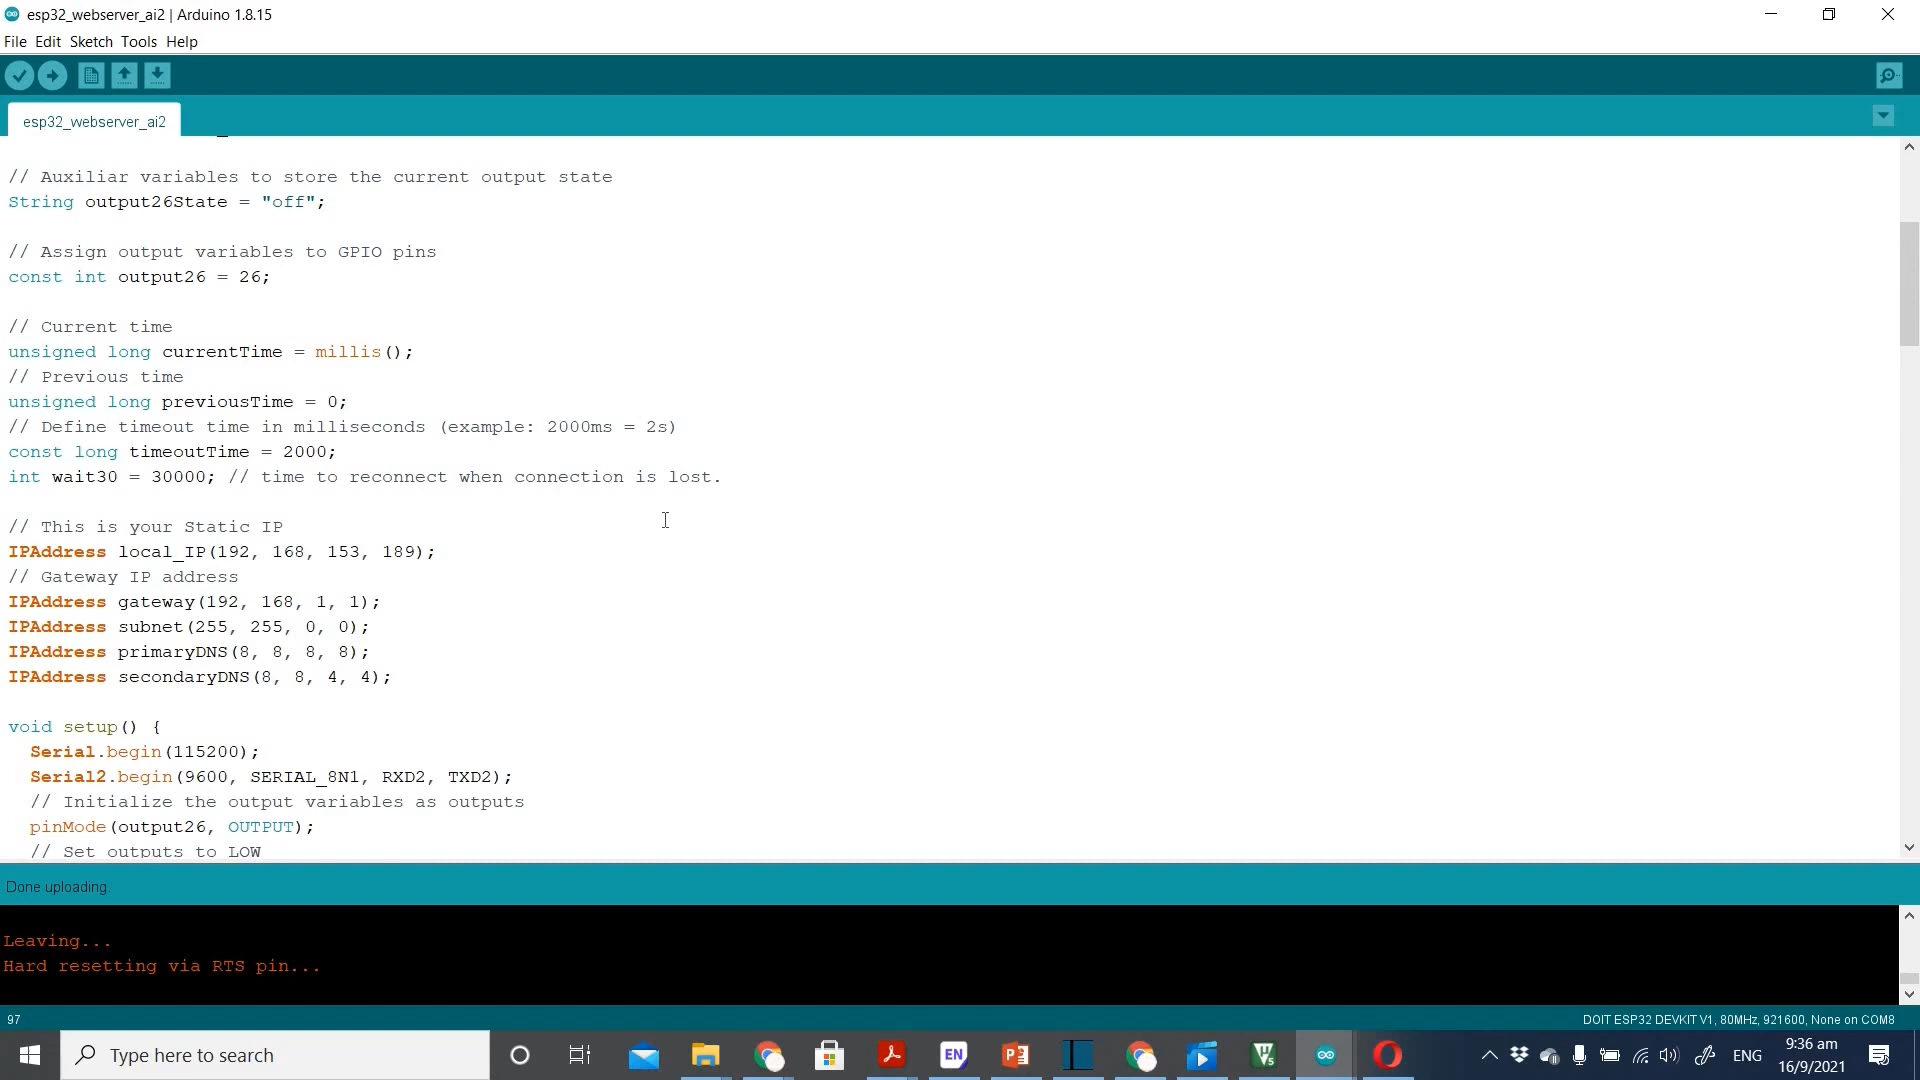 esp32_webserver_ai2 | Arduino 1.8.15
File Edit Sketch Tools Help
esp32_webserver_ai2
// Auxiliar variables to store the current output state
String output26State = "off";
// Assign output variables to GPIO pins
const int output26 = 26;
// Current time
unsigned long currentTime = millis();
// Previous time
unsigned long previousTime = 0;
// Define timeout time in milliseconds (example: 2000ms = 2s)
const long timeoutTime = 2000;
int wait30 = 30000; // time to reconnect when connection is lost.
// This is your Static IP
IPAddress local_IP(192, 168, 153, 189);
// Gateway IP address
IPAddress gateway(192, 168, 1, 1);
IPAddress subnet(255, 255, 0, 0);
IPAddress primaryDNS(8, 8, 8, 8);
IPAddress secondaryDNS(8, 8, 4, 4);
void setup() {
Serial.begin(115200);
Serial2.begin(9600, SERIAL_8N1, RXD2, TXD2);
// Initialize the output variables as outputs
pinMode(output26, OUTPUT);
// Set outputs to LOW
Done uploading.
Leaving...
Hard resetting via RTS pin...
97
DOIT ESP32 DEVKIT V1, 80MHz, 921600, None on COM8
Type here to search
EN
ENG
9:36 am
16/9/2021